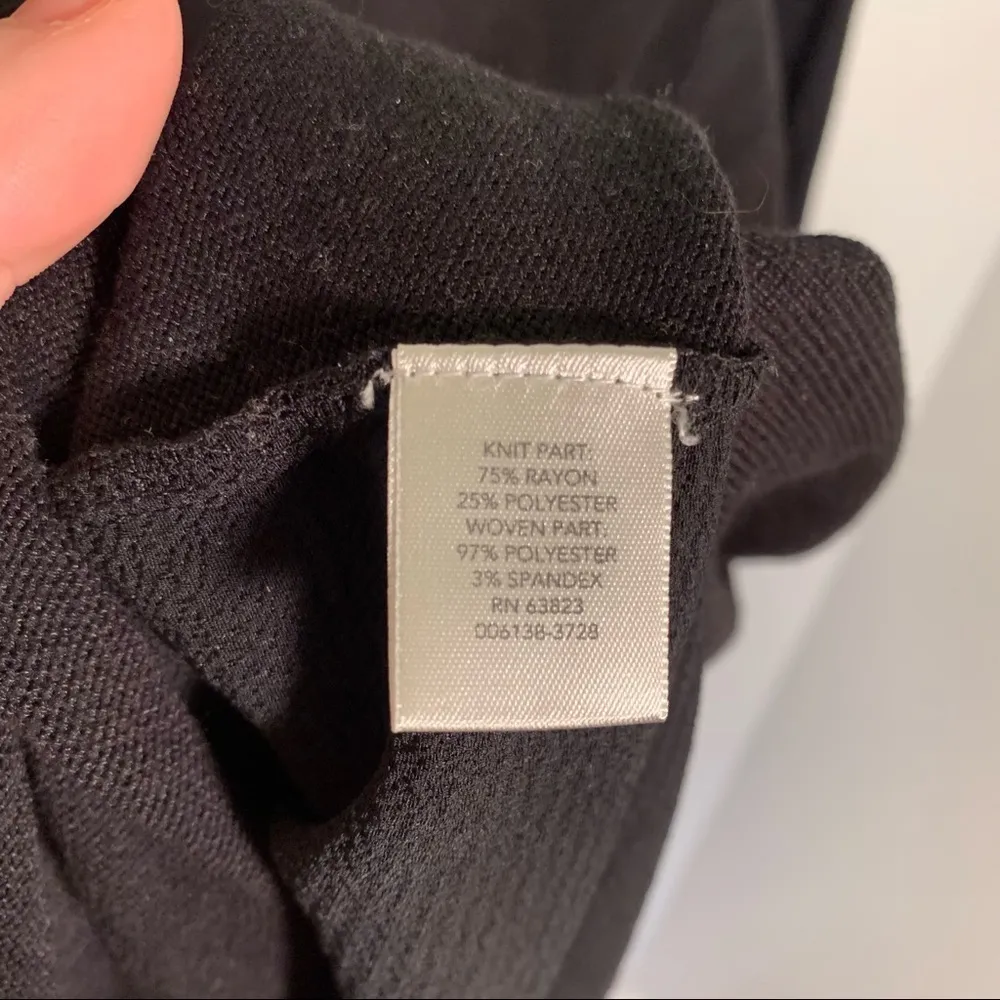 KNIT PART:
75% RAYON
25% POLYESTER
WOVEN PART:
97% POLYESTER
3% SPANDEX
RN 63823
006138-3728